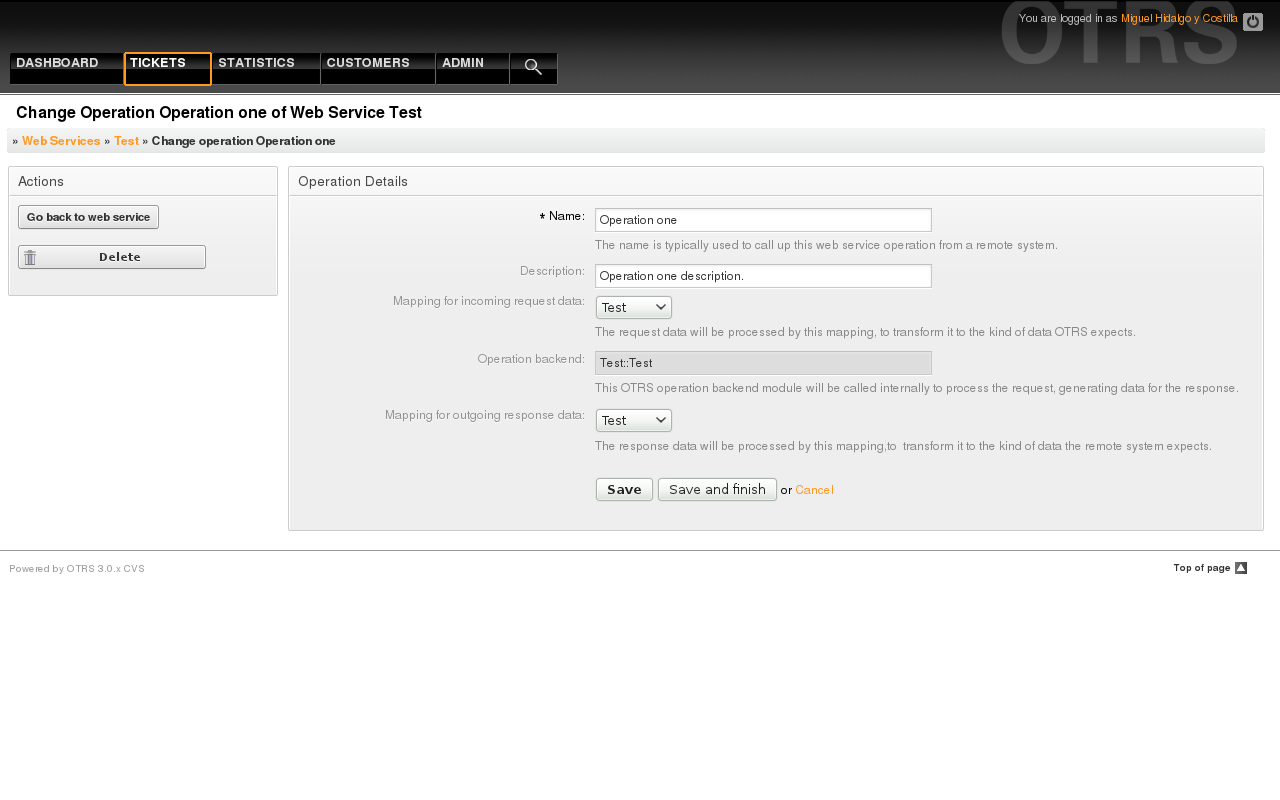 OTRS
You are logged in as Miguel Hidalgo y Costilla
DASHBOARD TICKETS STATISTICS CUSTOMERS ADMIN
Change Operation Operation one of Web Service Test
» Web Services » Test » Change operation Operation one
Actions
Go back to web service
Delete
Operation Details
* Name: Operation one
The name is typically used to call up this web service operation from a remote system.
Description: Operation one description.
Mapping for incoming request data: Test
The request data will be processed by this mapping, to transform it to the kind of data OTRS expects.
Operation backend: Test::Test
This OTRS operation backend module will be called internally to process the request, generating data for the response.
Mapping for outgoing response data: Test
The response data will be processed by this mapping,to  transform it to the kind of data the remote system expects.
Save Save and finish or Cancel
Powered by OTRS 3.0.x CVS
Top of page